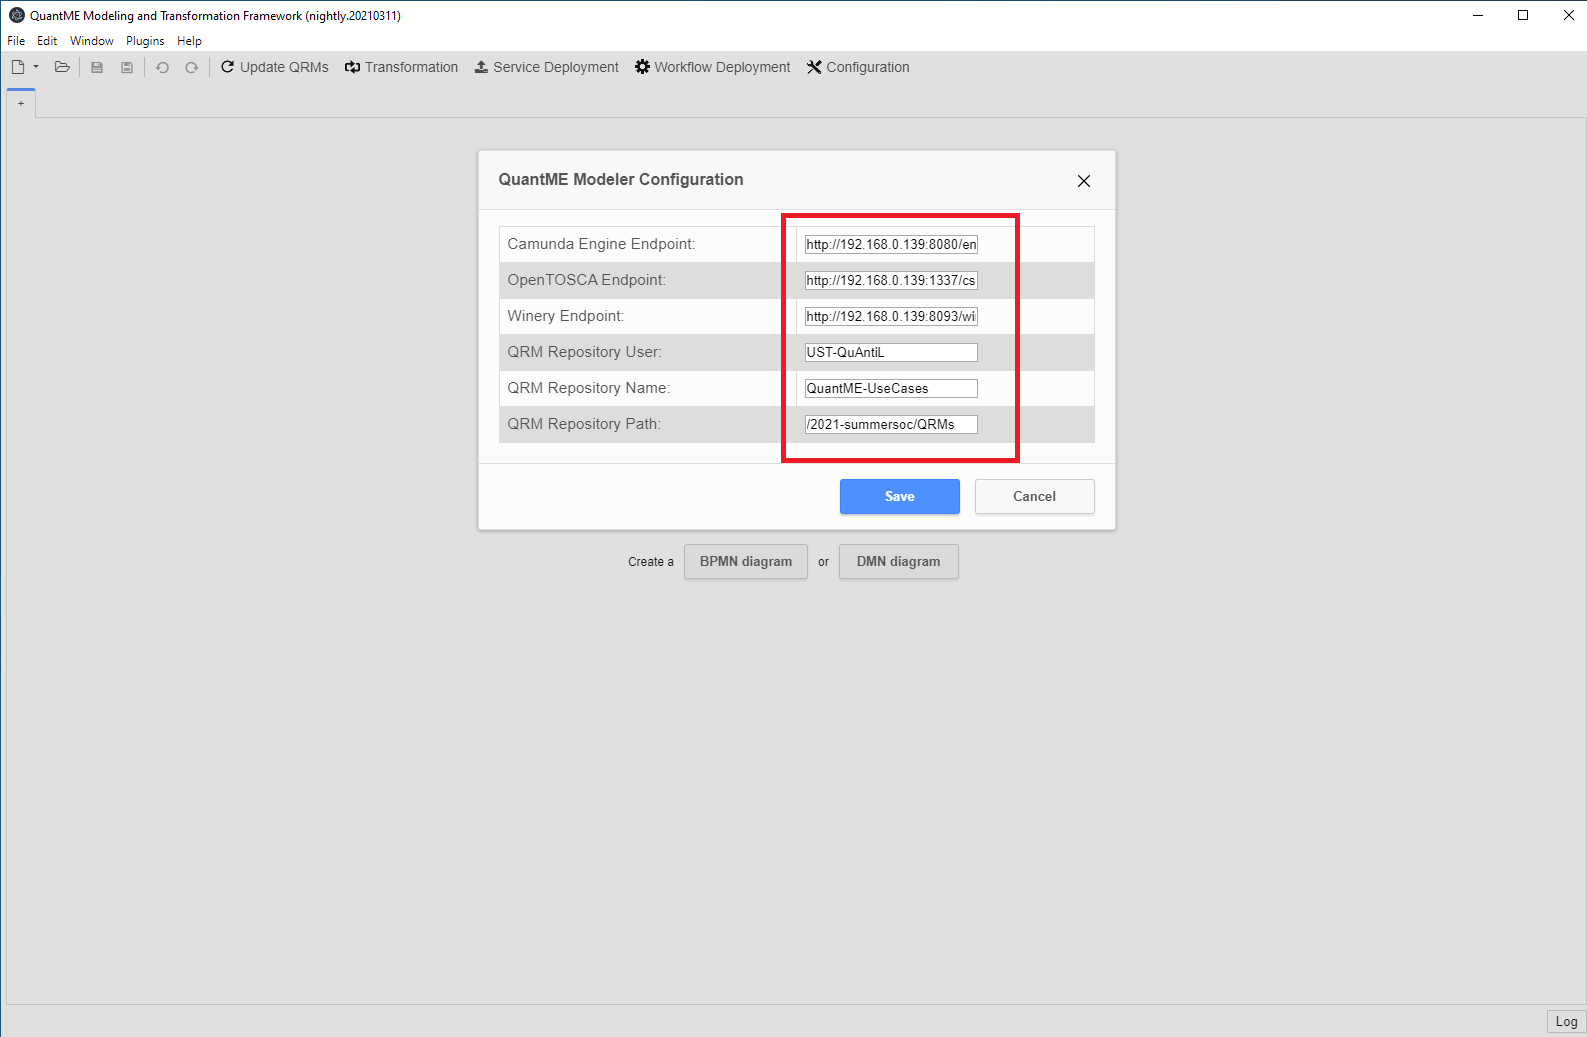 QuantME Modeling and Transformation Framework (nightly.20210311)
File Edit Window Plugins Help
Update QRMs Transformation Service Deployment Workflow Deployment Configuration
+
QuantME Modeler Configuration
Camunda Engine Endpoint: http://192.168.0.139:8080/en
OpenTOSCA Endpoint: http://192.168.0.139:1337/cs
Winery Endpoint: http://192.168.0.139:8093/wi
QRM Repository User: UST-QuAntiL
QRM Repository Name: QuantME-UseCases
QRM Repository Path: /2021-summersoc/QRMs
Save Cancel
Create a BPMN diagram or DMN diagram
Log